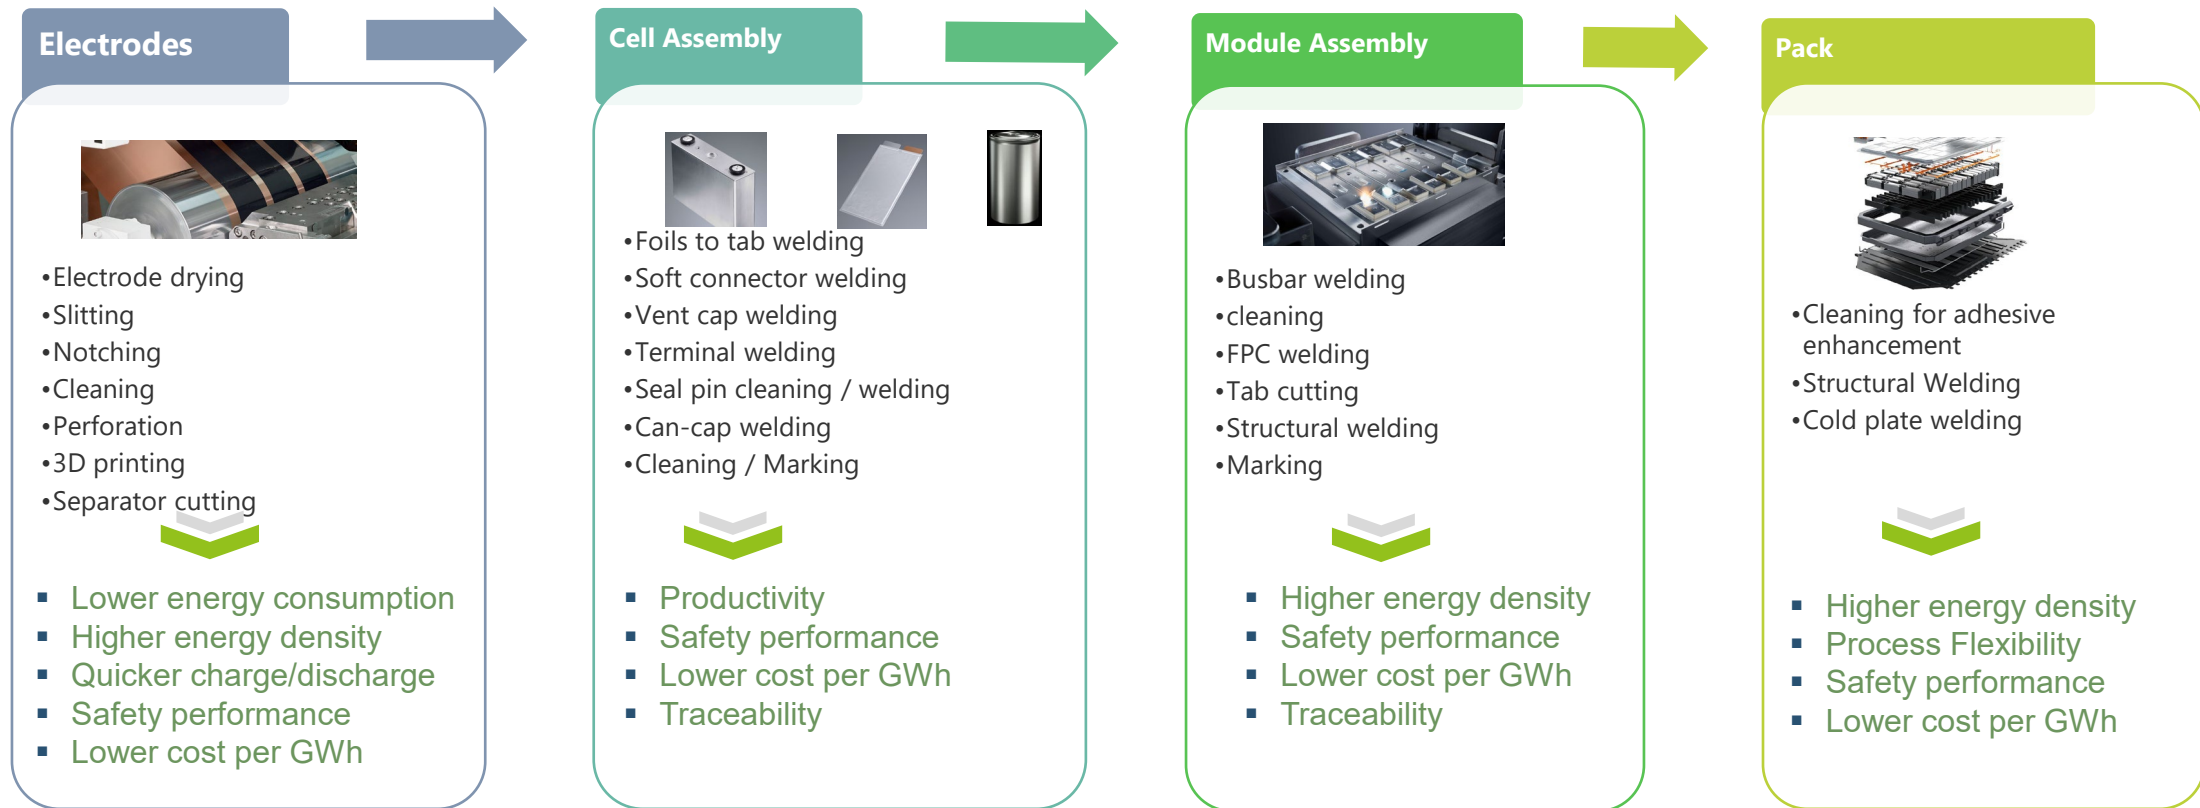 Electrodes
•Electrode drying
•Slitting
•Notching
•Cleaning
•Perforation
•3D printing
•Separator cutting
▪ Lower energy consumption
▪ Higher energy density
▪ Quicker charge/discharge
▪ Safety performance
▪ Lower cost per GWh
Cell Assembly
•Foils to tab welding
•Soft connector welding
•Vent cap welding
•Terminal welding
•Seal pin cleaning / welding
•Can-cap welding
•Cleaning / Marking
▪ Productivity
▪ Safety performance
▪ Lower cost per GWh
▪ Traceability
Module Assembly
•Busbar welding
•cleaning
•FPC welding
•Tab cutting
•Structural welding
•Marking
▪ Higher energy density
▪ Safety performance
▪ Lower cost per GWh
▪ Traceability
Pack
•Cleaning for adhesive
enhancement
•Structural Welding
•Cold plate welding
▪ Higher energy density
▪ Process Flexibility
▪ Safety performance
▪ Lower cost per GWh